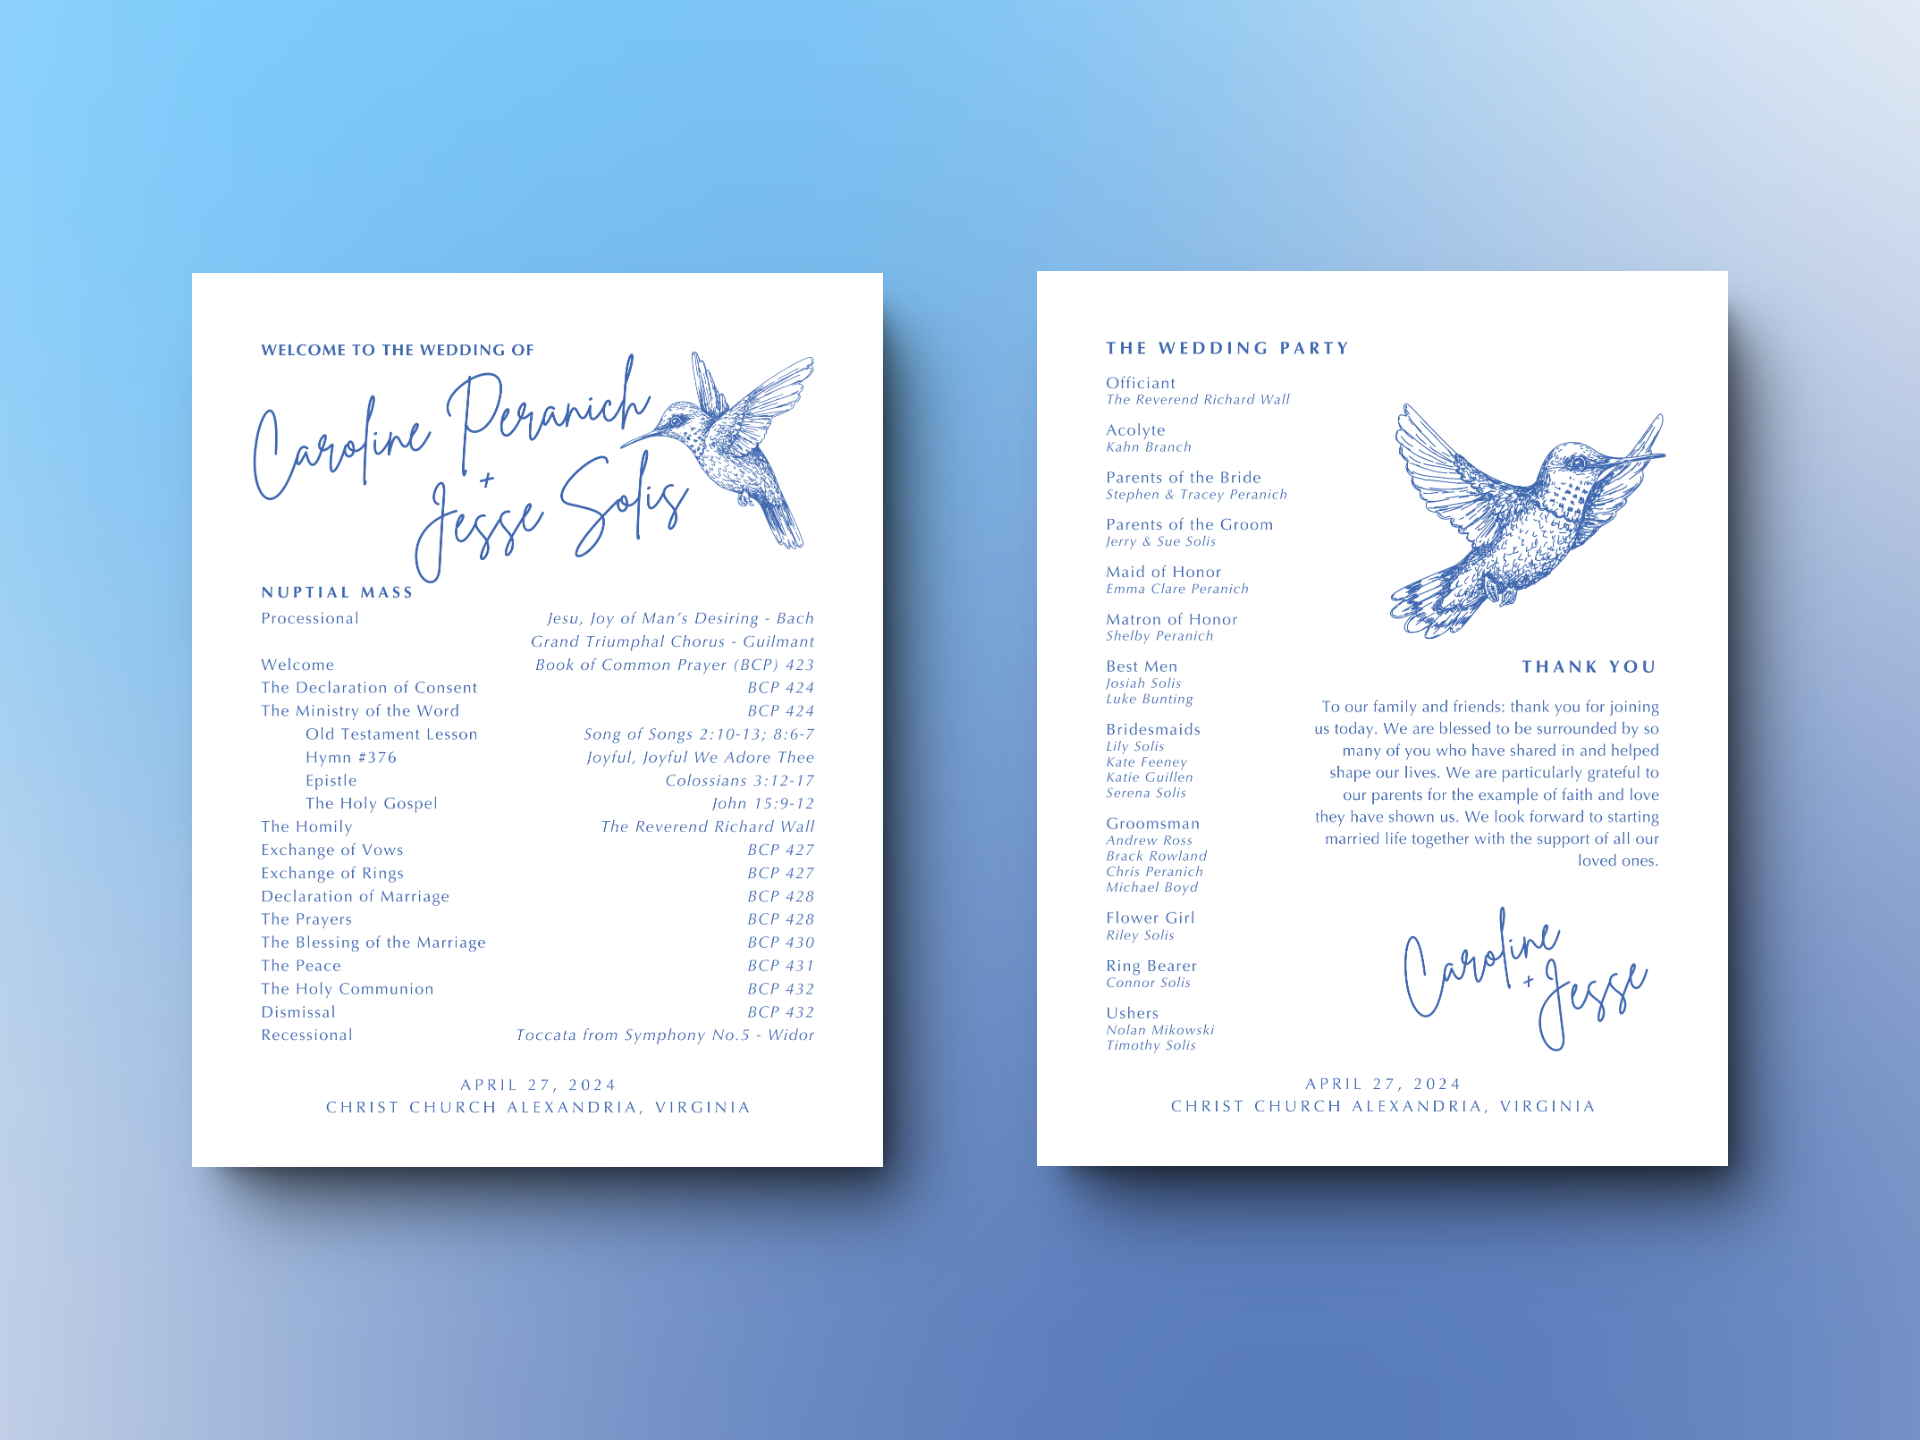 WELCOME TO THE WEDDING OF
Caroline Peranich
+
Jesse Solis
NUPTIAL MASS
Processional Jesu, Joy of Man's Desiring - Bach
Grand Triumphal Chorus - Guilmant
Welcome Book of Common Prayer (BCP) 423
The Declaration of Consent BCP 424
The Ministry of the Word BCP 424
Old Testament Lesson Song of Songs 2:10-13; 8:6-7
Hymn #376 Joyful, Joyful We Adore Thee
Epistle Colossians 3:12-17
The Holy Gospel John 15:9-12
The Homily The Reverend Richard Wall
Exchange of Vows BCP 427
Exchange of Rings BCP 427
Declaration of Marriage BCP 428
The Prayers BCP 428
The Blessing of the Marriage BCP 430
The Peace BCP 431
The Holy Communion BCP 432
Dismissal BCP 432
Recessional Toccata from Symphony No.5 - Widor
APRIL 27, 2024
CHRIST CHURCH ALEXANDRIA, VIRGINIA
THE WEDDING PARTY
Officiant
The Reverend Richard Wall
Acolyte
Kahn Branch
Parents of the Bride
Stephen & Tracey Peranich
Parents of the Groom
Jerry & Sue Solis
Maid of Honor
Emma Clare Peranich
Matron of Honor
Shelby Peranich
Best Men
Josiah Solis
Luke Bunting
Bridesmaids
Lily Solis
Kate Feeney
Katie Guillen
Serena Solis
Groomsman
Andrew Ross
Brack Rowland
Chris Peranich
Michael Boyd
Flower Girl
Riley Solis
Ring Bearer
Connor Solis
Ushers
Nolan Mikowski
Timothy Solis
THANK YOU
To our family and friends: thank you for joining
us today. We are blessed to be surrounded by so
many of you who have shared in and helped
shape our lives. We are particularly grateful to
our parents for the example of faith and love
they have shown us. We look forward to starting
married life together with the support of all our
loved ones.
Caroline
+ Jesse
APRIL 27, 2024
CHRIST CHURCH ALEXANDRIA, VIRGINIA